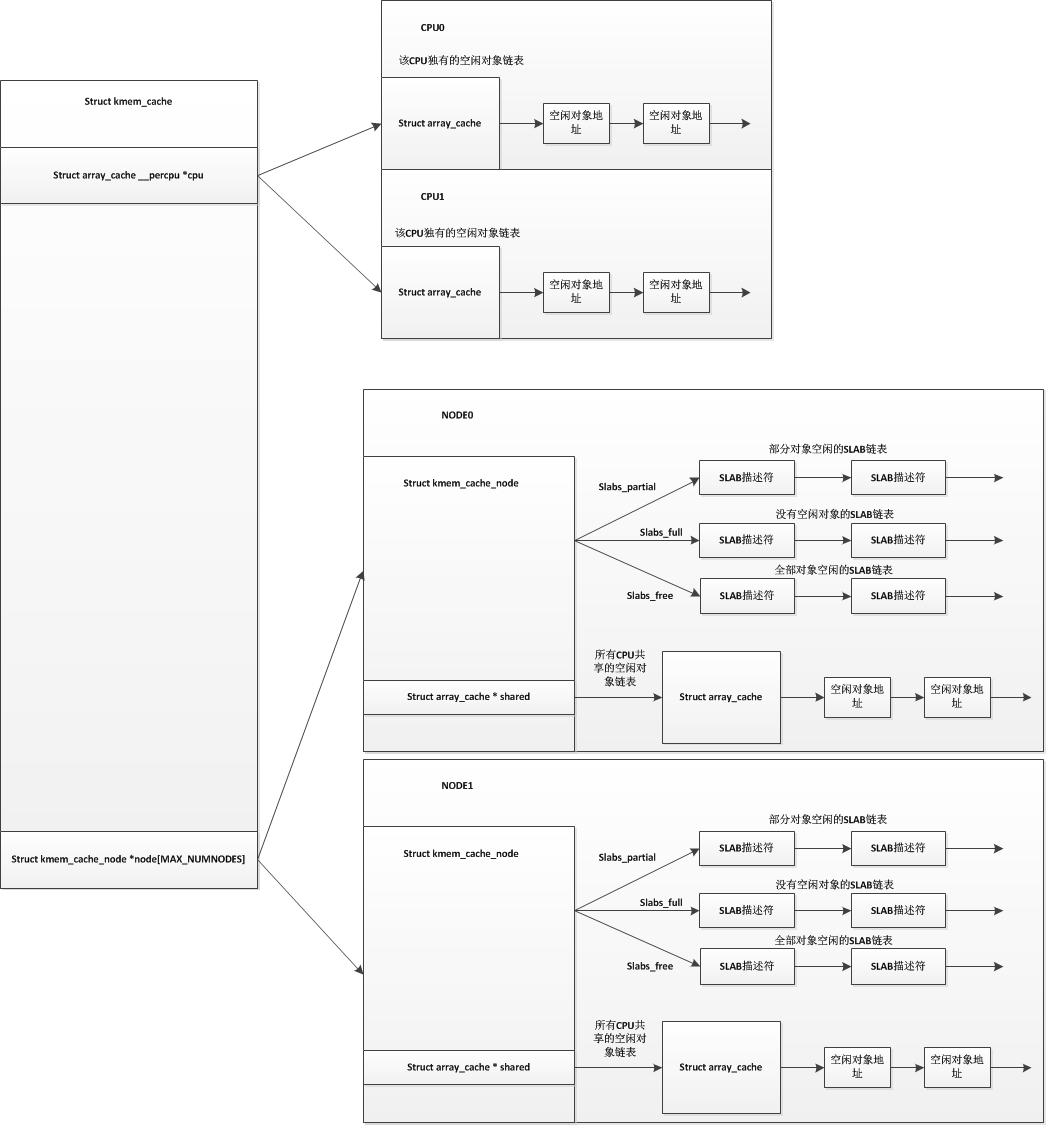 CPU0
该CPU独有的空闲对象链表
Struct kmem_cache
Struct array_cache
空闲对象地
址
空闲对象地
址
Struct array_cache __percpu *cpu
CPU1
该CPU独有的空闲对象链表
Struct array_cache
空闲对象地
址
空闲对象地
址
NODE0
部分对象空闲的SLAB链表
Struct kmem_cache_node
Slabs_partial
SLAB描述符
SLAB描述符
没有空闲对象的SLAB链表
Slabs_full
SLAB描述符
SLAB描述符
全部对象空闲的SLAB链表
Slabs_free
SLAB描述符
SLAB描述符
所有CPU共
享的空闲对
象链表
Struct array_cache * shared
Struct array_cache
空闲对象地
址
空闲对象地
址
NODE1
部分对象空闲的SLAB链表
Struct kmem_cache_node *node[MAX_NUMNODES]
Struct kmem_cache_node
Slabs_partial
SLAB描述符
SLAB描述符
没有空闲对象的SLAB链表
Slabs_full
SLAB描述符
SLAB描述符
全部对象空闲的SLAB链表
Slabs_free
SLAB描述符
SLAB描述符
所有CPU共
享的空闲对
象链表
Struct array_cache * shared
Struct array_cache
空闲对象地
址
空闲对象地
址